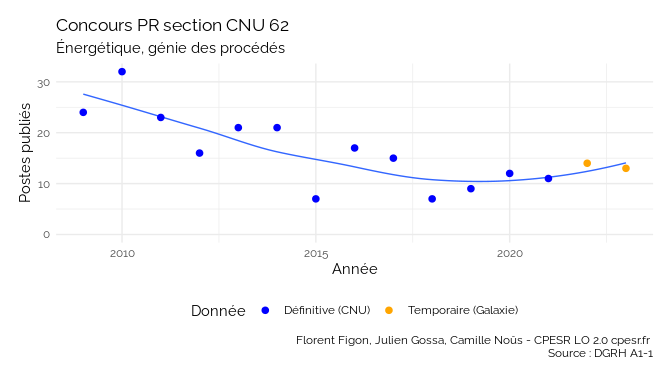 Concours PR section CNU 62
Énergétique, génie des procédés
Postes publiés
30
20
10
0
2010
2015
2020
Année
Donnée
Définitive (CNU)
Temporaire (Galaxie)
Florent Figon, Julien Gossa, Camille Noûs - CPESR LO 2.0 cpesr.fr
Source : DGRH A1-1